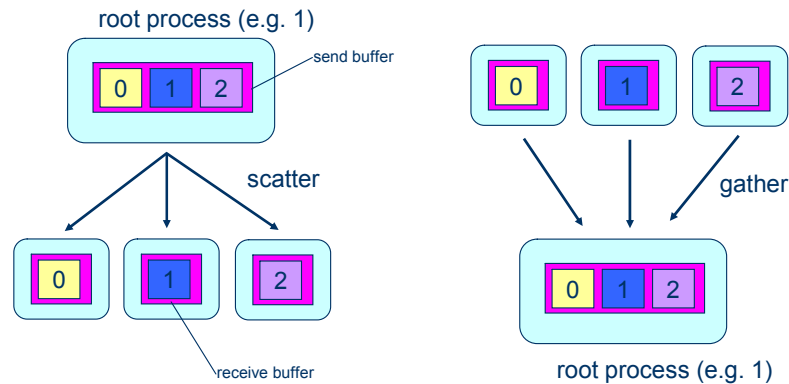 root process (e.g. 1)
send buffer
0 1 2
scatter
0 1 2
receive buffer
0 1 2
gather
0 1 2
root process (e.g. 1)